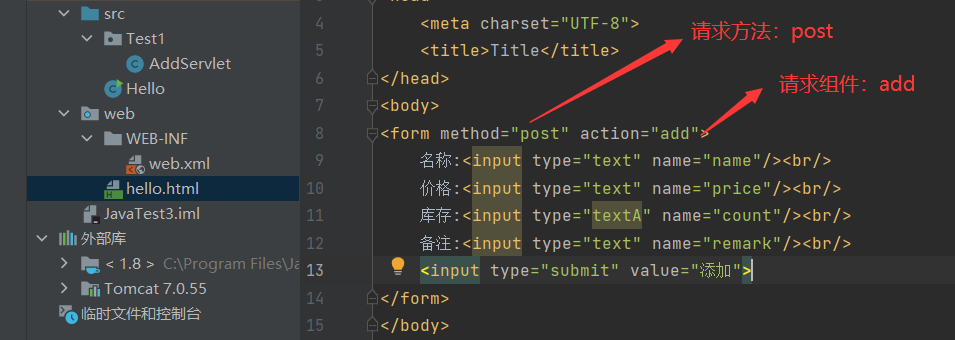 src
Test1
AddServlet
Hello
web
WEB-INF
web.xml
hello.html
JavaTest3.iml
外部库
< 1.8 > C:\Program Files\Ja
Tomcat 7.0.55
临时文件和控制台
4 <meta charset="UTF-8">
5 <title>Title</title>
6 </head>
7 <body>
8 <form method="post" action="add">
9 名称:<input type="text" name="name"/><br/>
10 价格:<input type="text" name="price"/><br/>
11 库存:<input type="textA" name="count"/><br/>
12 备注:<input type="text" name="remark"/><br/>
13 <input type="submit" value="添加">
14 </form>
15 </body>
请求方法：post
请求组件：add